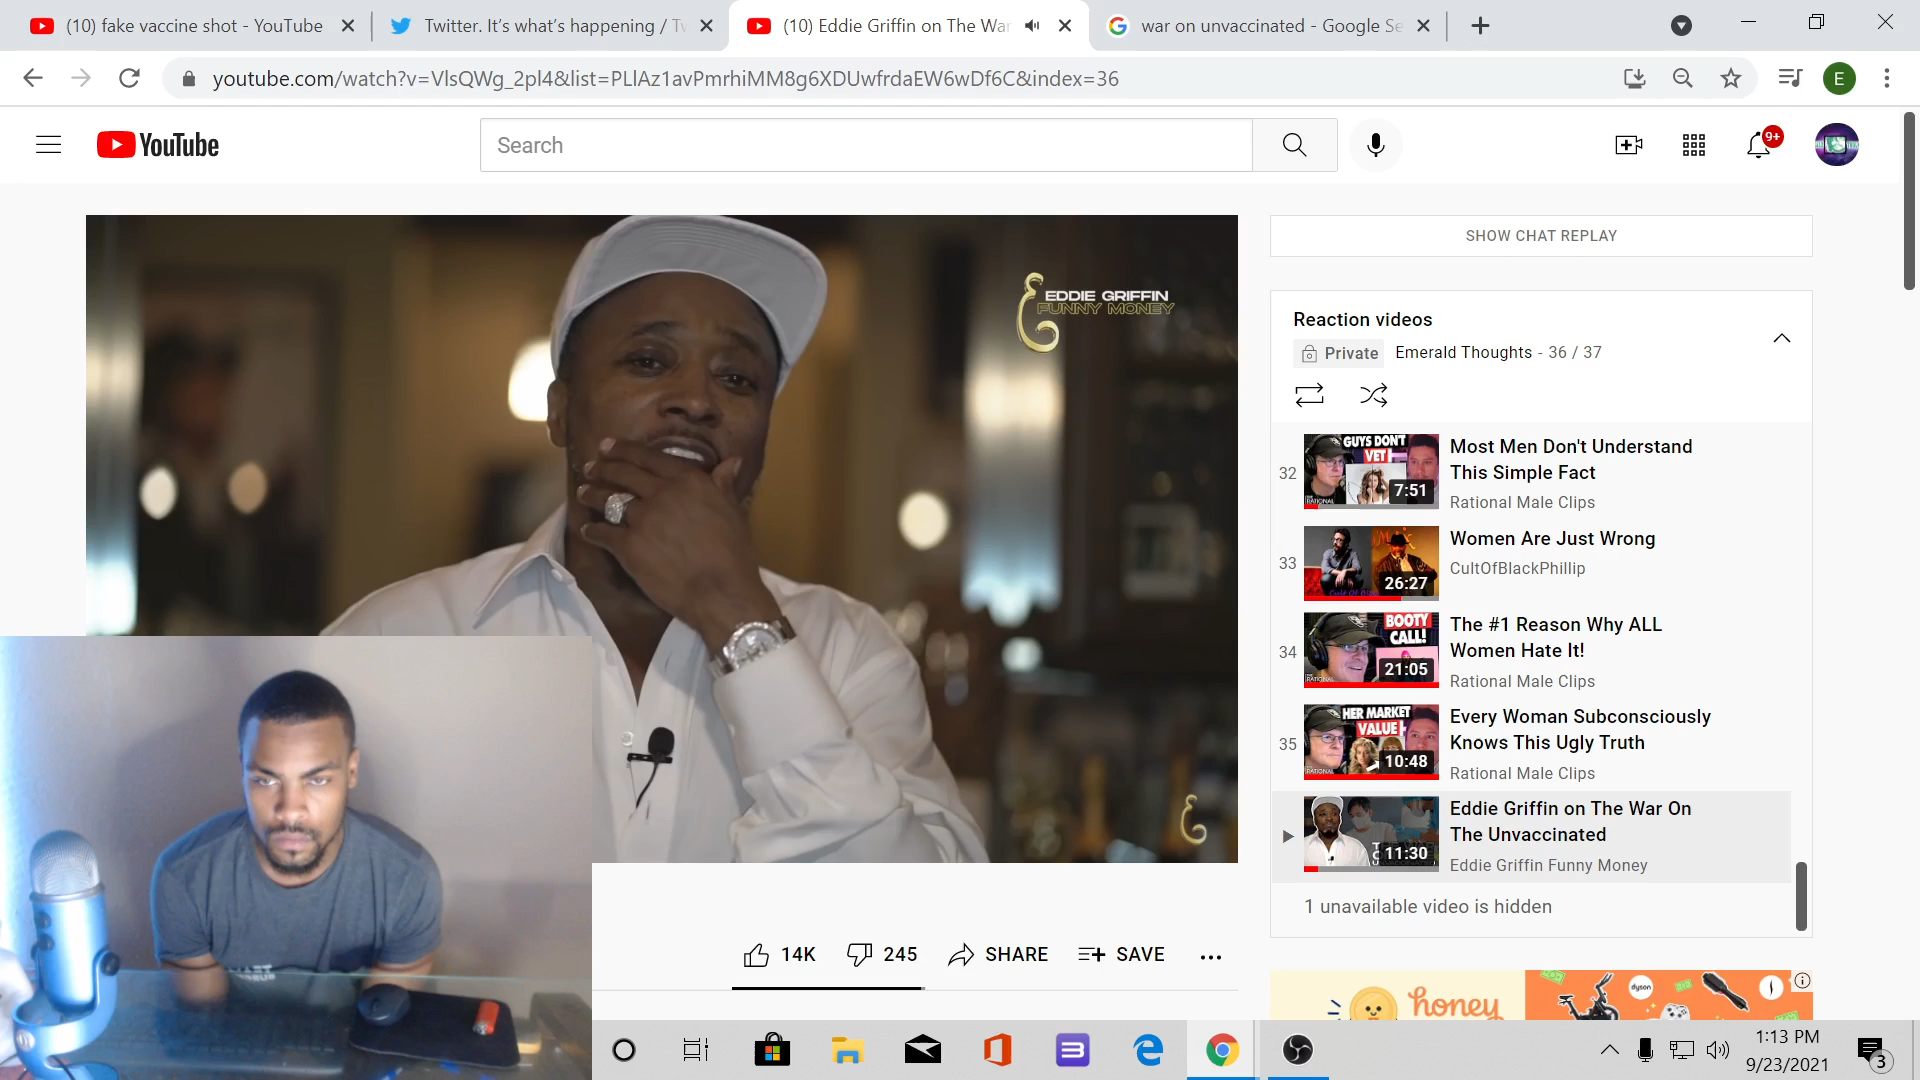 (10) fake vaccine shot - YouTube
Twitter. It's what's happening / Tw
(10) Eddie Griffin on The War
war on unvaccinated - Google Se
youtube.com/watch?v=VlsQWg_2pl4&list=PLlAz1avPmrhiMM8g6XDUwfrdaEW6wDf6C&index=36
E
YouTube
Search
9+
EDDIE GRIFFIN
FUNNY MONEY
SHOW CHAT REPLAY
Reaction videos
Private Emerald Thoughts - 36 / 37
32
GUYS DON'T
VET
7:51
Most Men Don't Understand
This Simple Fact
Rational Male Clips
33
26:27
Women Are Just Wrong
CultOfBlackPhillip
34
BOOTY
CALL!
21:05
The #1 Reason Why ALL
Women Hate It!
Rational Male Clips
35
HER MARKET
VALUE
10:48
Every Woman Subconsciously
Knows This Ugly Truth
Rational Male Clips
11:30
Eddie Griffin on The War On
The Unvaccinated
Eddie Griffin Funny Money
1 unavailable video is hidden
14K
245
SHARE
SAVE
honey
dyson
1:13 PM
9/23/2021
3